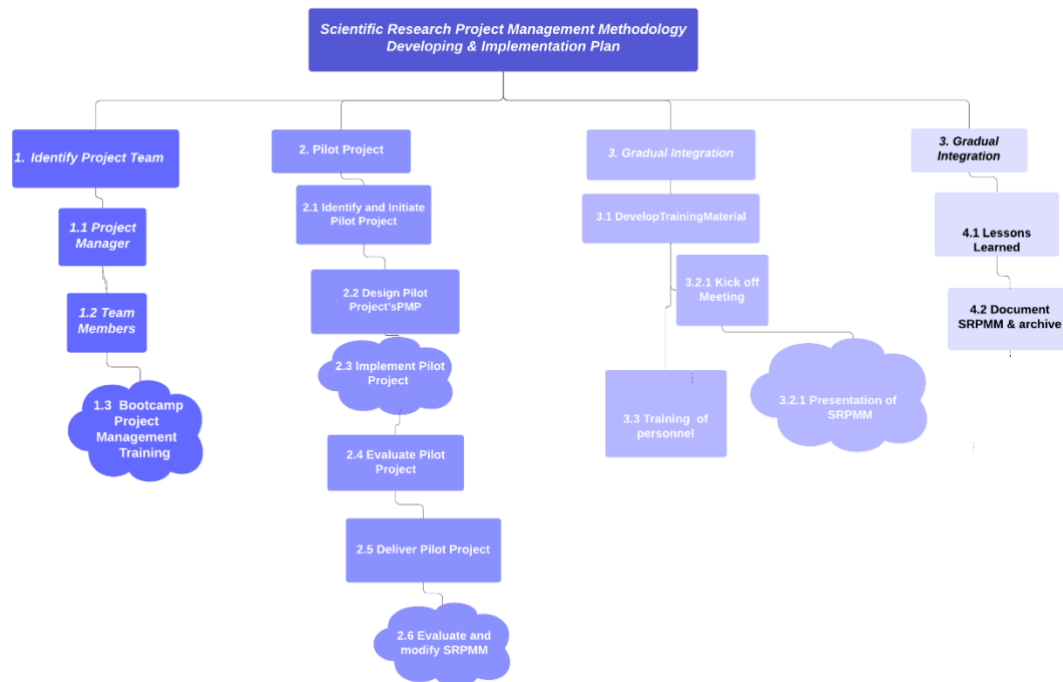 Scientific Research Project Management Methodology
Developing & Implementation Plan
1. Identify Project Team
1.1 Project
Manager
1.2 Team
Members
1.3 Bootcamp
Project
Management
Training
2. Pilot Project
2.1 Identify and Initiate
Pilot Project
2.2 Design Pilot
Project'sPMP
2.3 Implement Pilot
Project
2.4 Evaluate Pilot
Project
2.5 Deliver Pilot Project
2.6 Evaluate and
modify SRPMM
3. Gradual Integration
3.1 DevelopTrainingMaterial
3.2.1 Kick off
Meeting
3.2.1 Presentation of
SRPMM
3.3 Training of
personnel
3. Gradual
Integration
4.1 Lessons
Learned
4.2 Document
SRPMM & archive